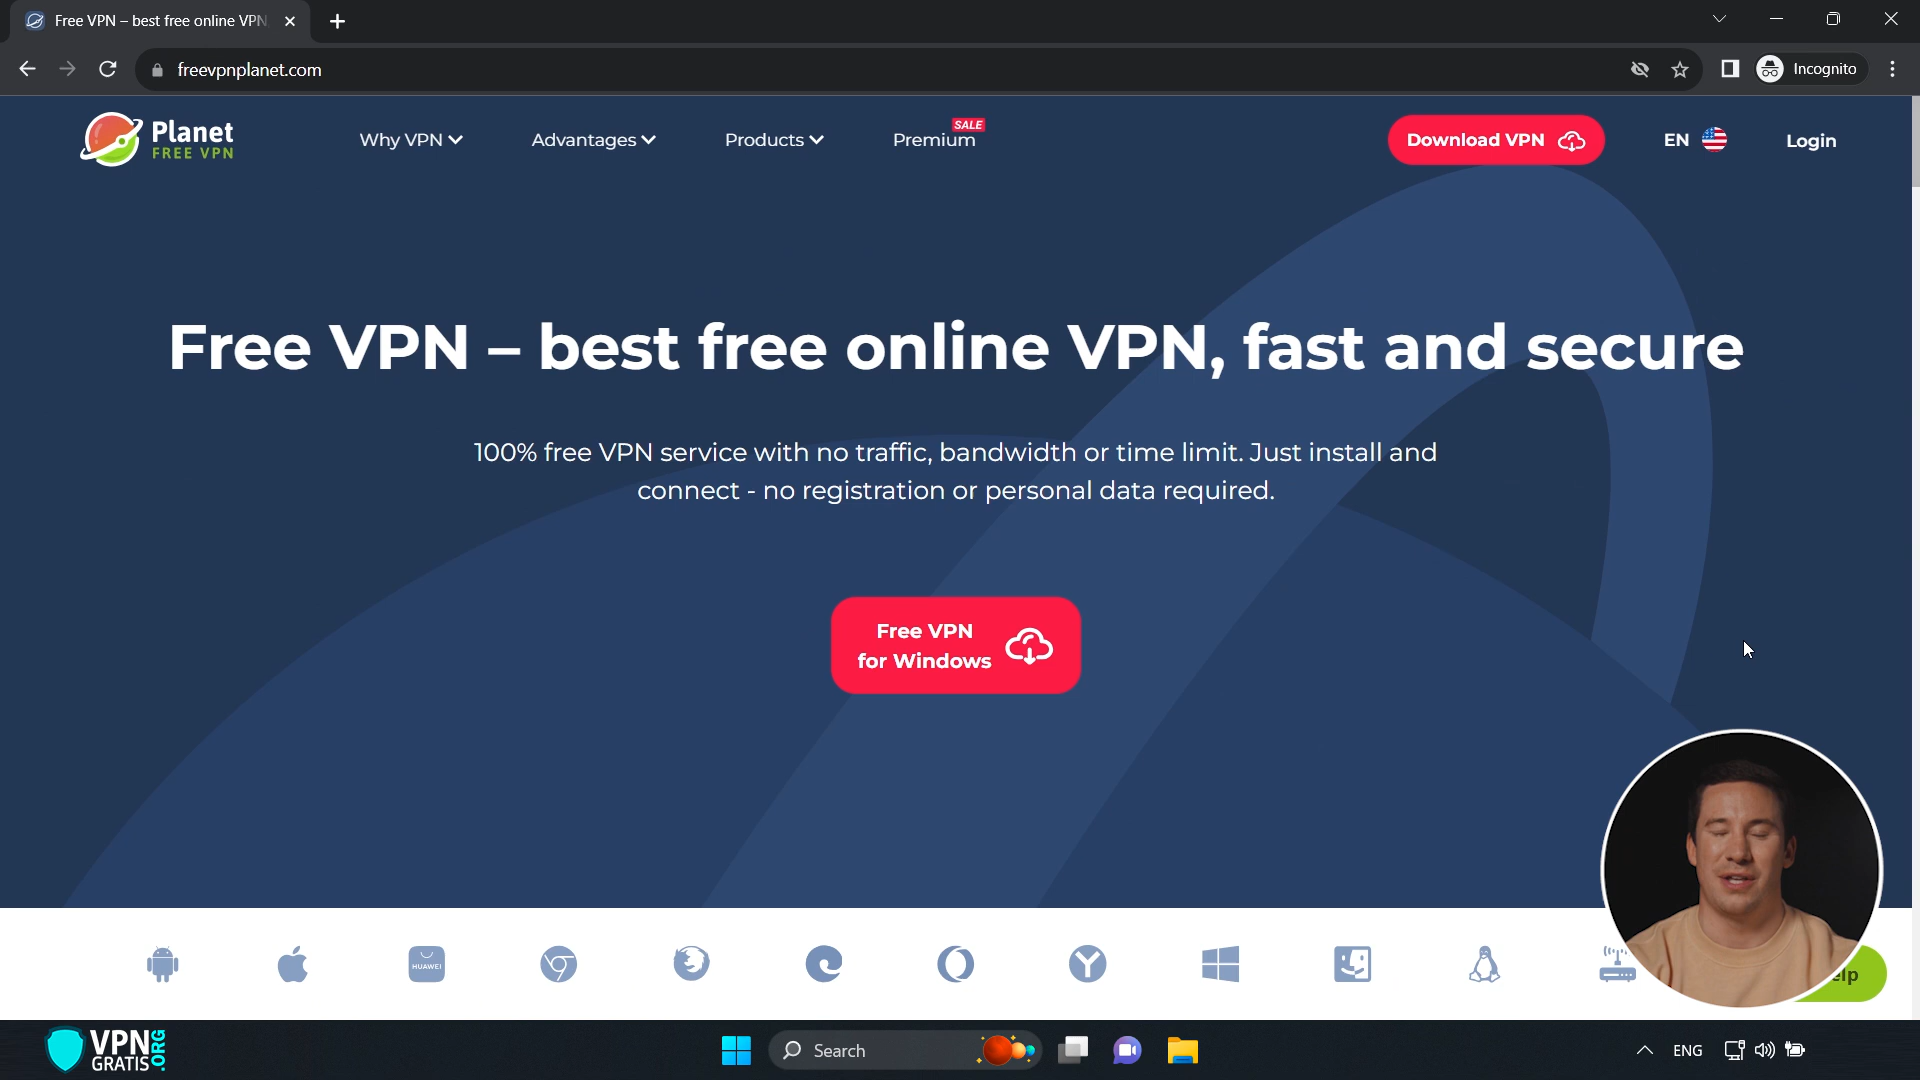 Free VPN – best free online VPN
freevpnplanet.com
Incognito
Planet
FREE VPN
Why VPN
Advantages
Products
Premium
SALE
Download VPN
EN
Login
Free VPN – best free online VPN, fast and secure
100% free VPN service with no traffic, bandwidth or time limit. Just install and
connect - no registration or personal data required.
Free VPN
for Windows
HUAWEI
VPN
GRATIS
.ORG
Search
ENG